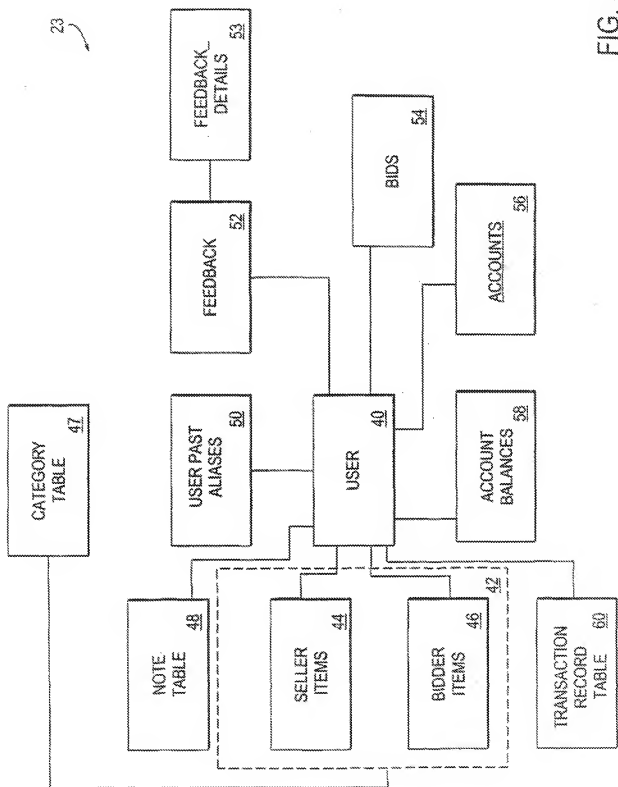 23
CATEGORY
TABLE
47
NOTE
TABLE
48
USER PAST
ALIASES
50
FEEDBACK
52
FEEDBACK_
DETAILS
53
SELLER
ITEMS
44
USER
40
BIDS
54
BIDDER
ITEMS
46
42
TRANSACTION
RECORD
TABLE
60
ACCOUNT
BALANCES
58
ACCOUNTS
56
FIG.